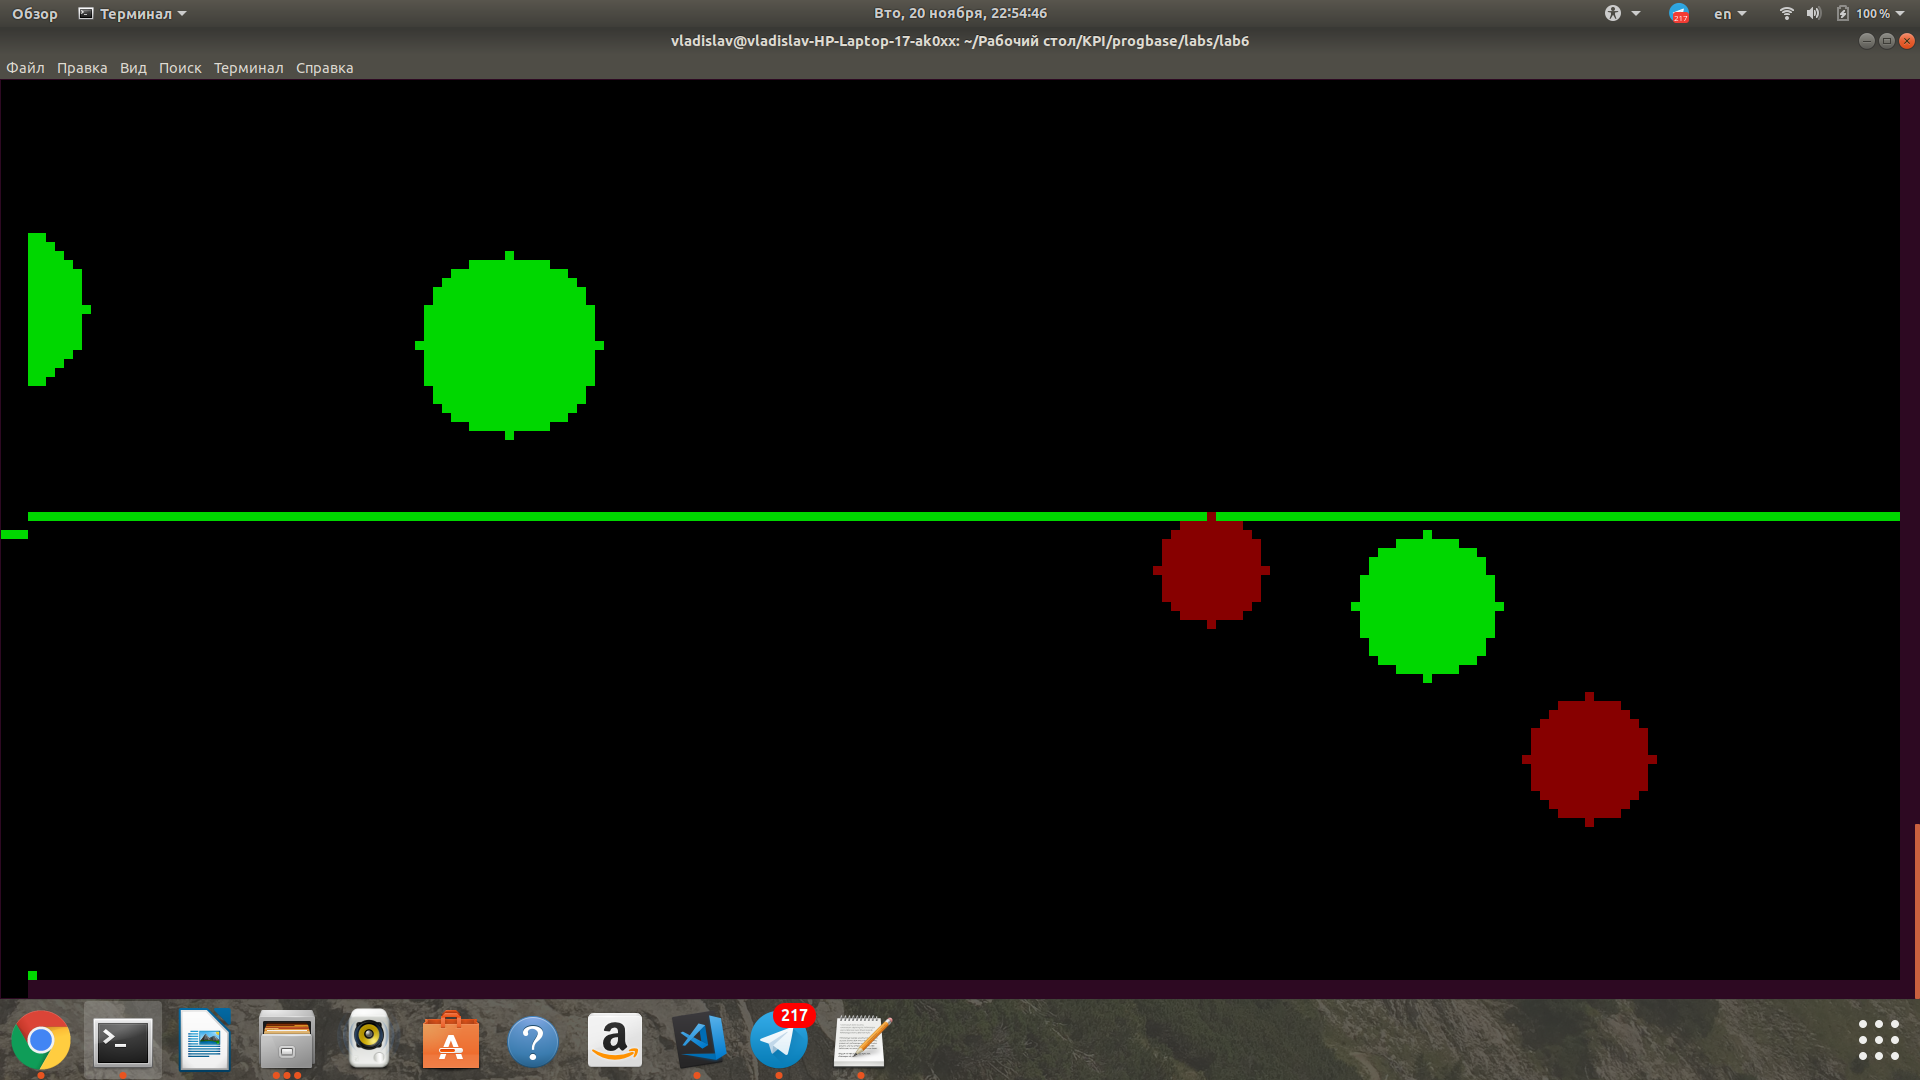 Обзор Терминал Вто, 20 ноября, 22:54:46 217 en 100 %
vladislav@vladislav-HP-Laptop-17-ak0xx: ~/Рабочий стол/KPI/progbase/labs/lab6
Файл Правка Вид Поиск Терминал Справка
217